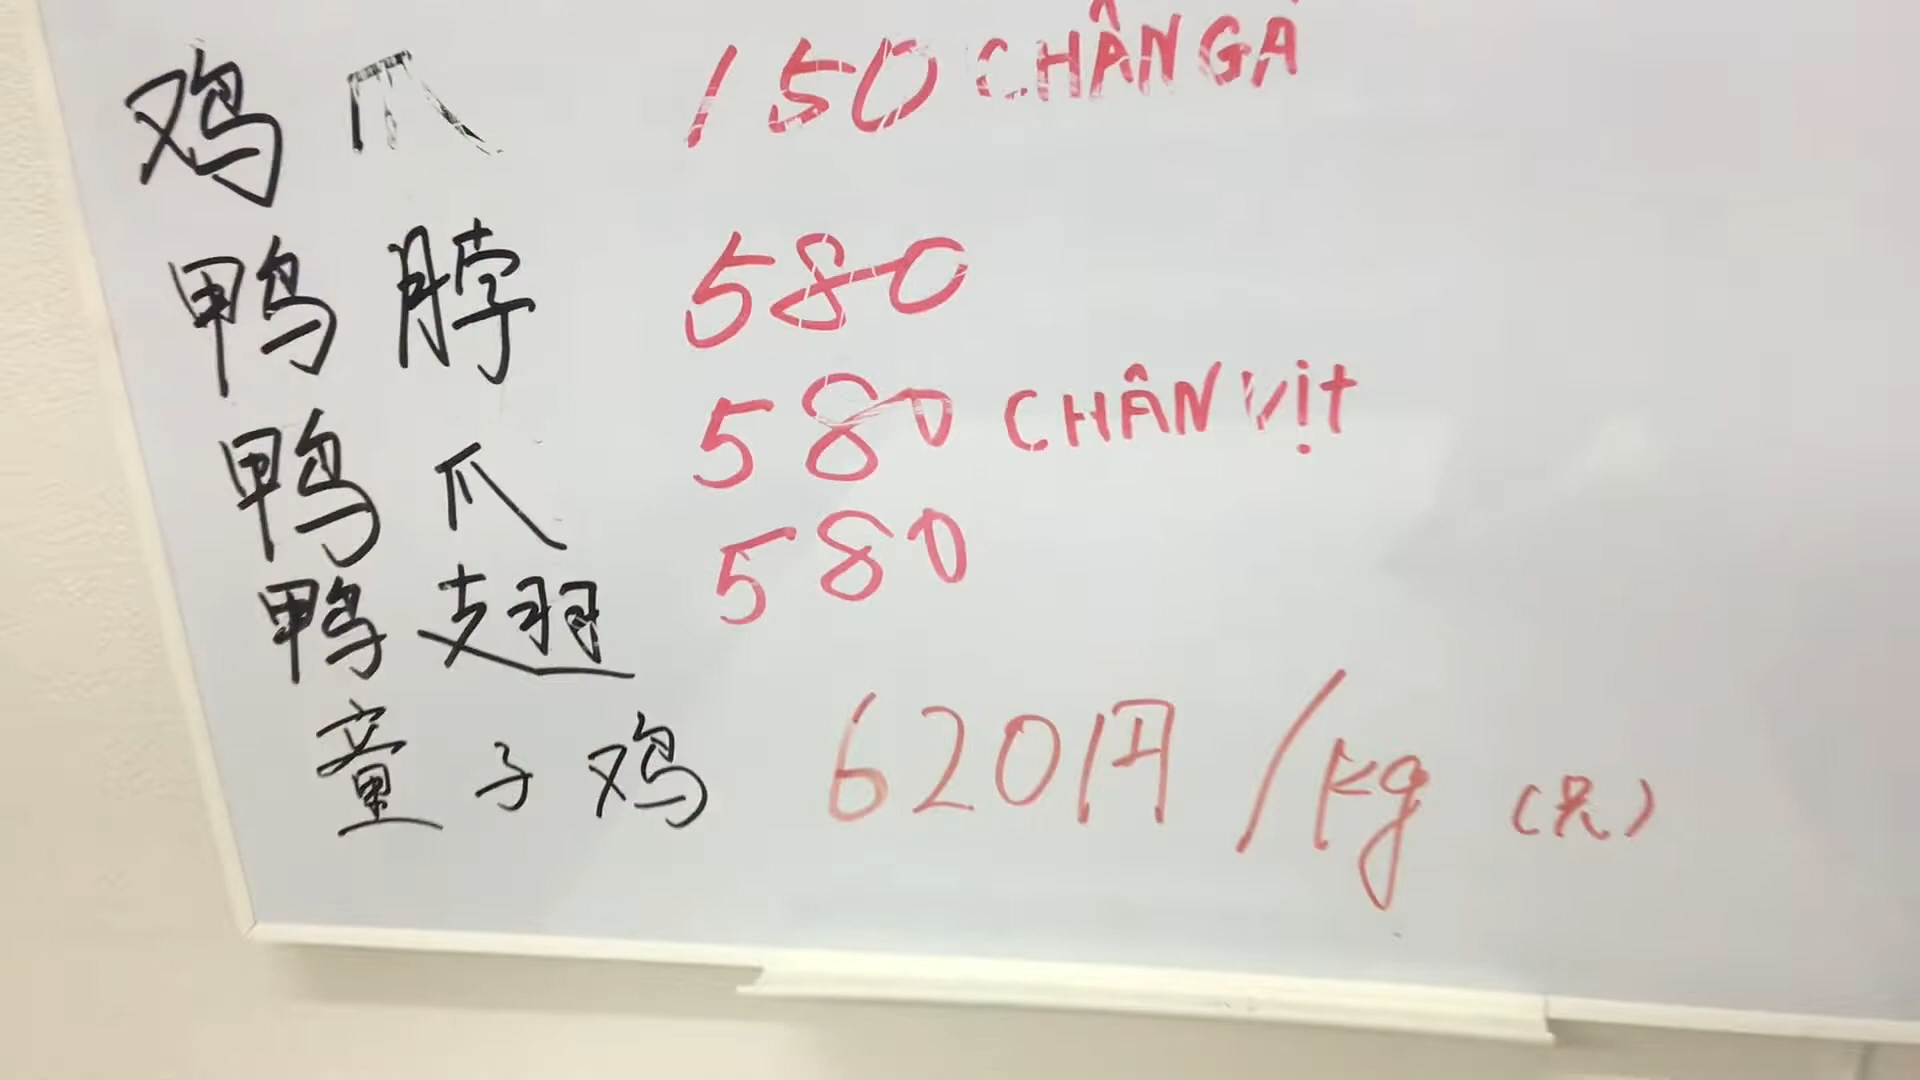 鸡爪 150 CHÂN GÀ
鸭脖 580
鸭爪 580 CHÂN VỊT
鸭翅 580
童子鸡 620円/kg (只)